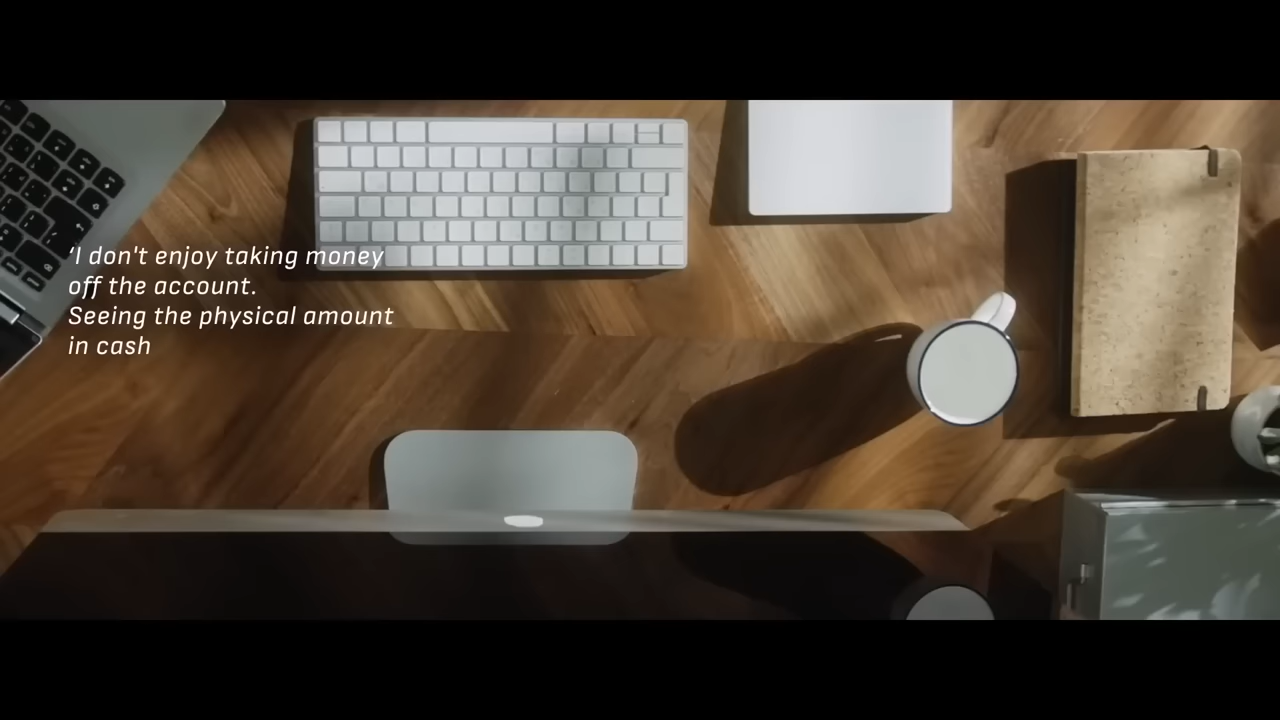 ‘I don't enjoy taking money
off the account.
Seeing the physical amount
in cash